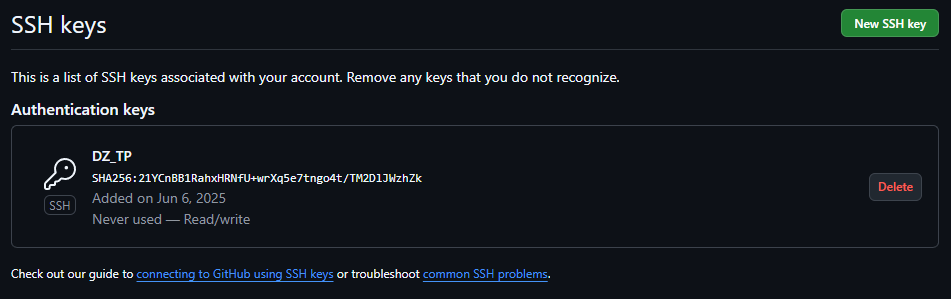 SSH keys
New SSH key
This is a list of SSH keys associated with your account. Remove any keys that you do not recognize.
Authentication keys
DZ_TP
SHA256:21YCnBB1RahxHRNfU+wrXq5e7tngo4t/TM2D1JWzhZk
Added on Jun 6, 2025
Never used — Read/write
SSH
Delete
Check out our guide to connecting to GitHub using SSH keys or troubleshoot common SSH problems.